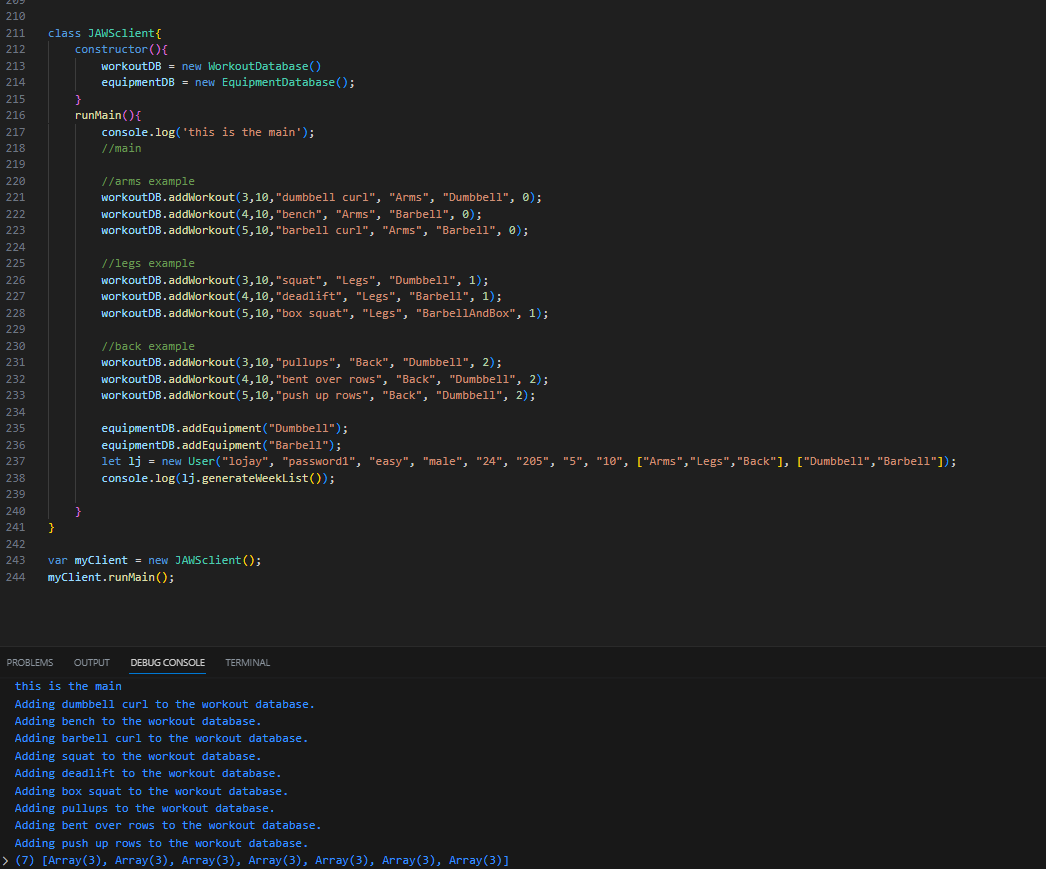 209
210
211 class JAWSclient{
212 constructor(){
213 workoutDB = new WorkoutDatabase()
214 equipmentDB = new EquipmentDatabase();
215 }
216 runMain(){
217 console.log('this is the main');
218 //main
219
220 //arms example
221 workoutDB.addWorkout(3,10,"dumbbell curl", "Arms", "Dumbbell", 0);
222 workoutDB.addWorkout(4,10,"bench", "Arms", "Barbell", 0);
223 workoutDB.addWorkout(5,10,"barbell curl", "Arms", "Barbell", 0);
224
225 //legs example
226 workoutDB.addWorkout(3,10,"squat", "Legs", "Dumbbell", 1);
227 workoutDB.addWorkout(4,10,"deadlift", "Legs", "Barbell", 1);
228 workoutDB.addWorkout(5,10,"box squat", "Legs", "BarbellAndBox", 1);
229
230 //back example
231 workoutDB.addWorkout(3,10,"pullups", "Back", "Dumbbell", 2);
232 workoutDB.addWorkout(4,10,"bent over rows", "Back", "Dumbbell", 2);
233 workoutDB.addWorkout(5,10,"push up rows", "Back", "Dumbbell", 2);
234
235 equipmentDB.addEquipment("Dumbbell");
236 equipmentDB.addEquipment("Barbell");
237 let lj = new User("lojay", "password1", "easy", "male", "24", "205", "5", "10", ["Arms","Legs","Back"], ["Dumbbell","Barbell"]);
238 console.log(lj.generateWeekList());
239
240 }
241 }
242
243 var myClient = new JAWSclient();
244 myClient.runMain();
PROBLEMS OUTPUT DEBUG CONSOLE TERMINAL
this is the main
Adding dumbbell curl to the workout database.
Adding bench to the workout database.
Adding barbell curl to the workout database.
Adding squat to the workout database.
Adding deadlift to the workout database.
Adding box squat to the workout database.
Adding pullups to the workout database.
Adding bent over rows to the workout database.
Adding push up rows to the workout database.
(7) [Array(3), Array(3), Array(3), Array(3), Array(3), Array(3), Array(3)]